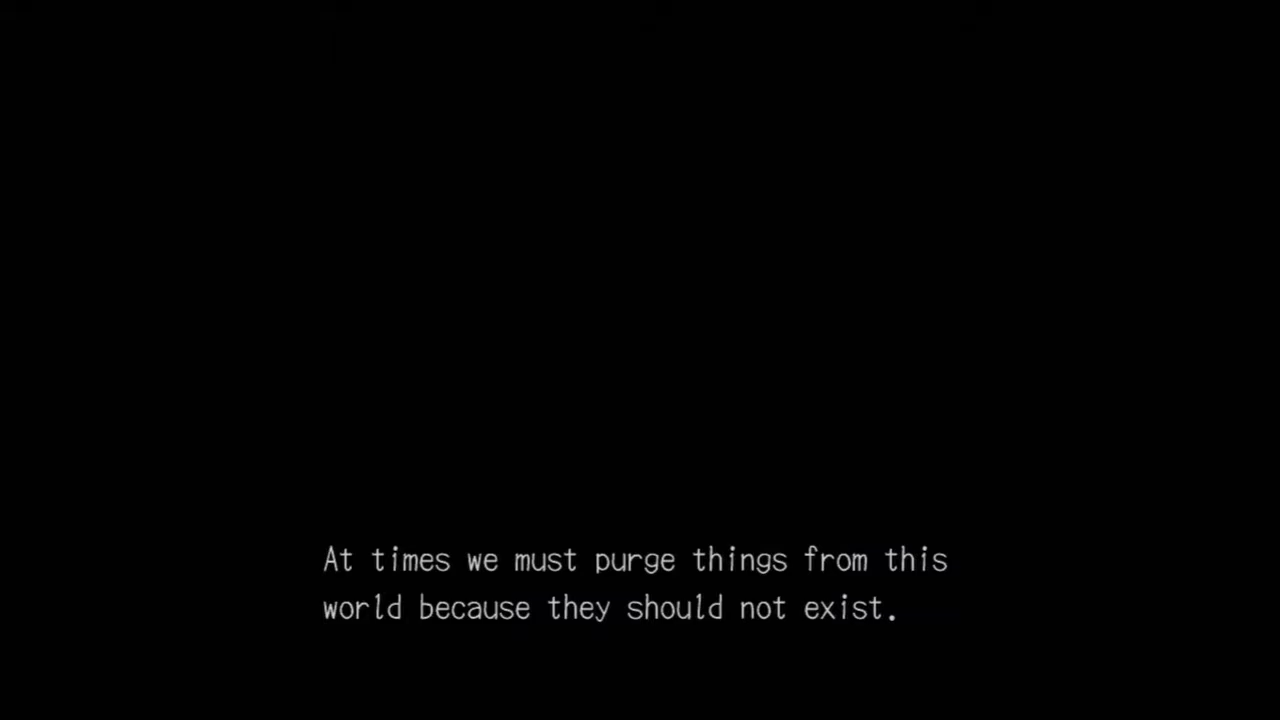 At times we must purge things from this
world because they should not exist.